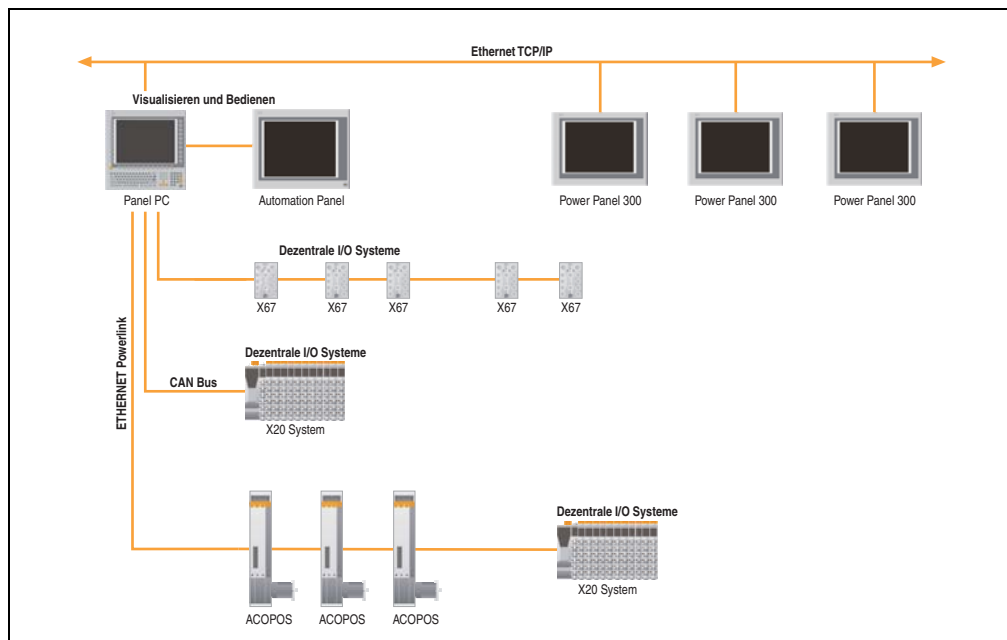 Ethernet TCP/IP
Visualisieren und Bedienen
Panel PC
Automation Panel
Power Panel 300
Power Panel 300
Power Panel 300
Dezentrale I/O Systeme
X67
X67
X67
X67
X67
ETHERNET Powerlink
CAN Bus
Dezentrale I/O Systeme
X20 System
Dezentrale I/O Systeme
X20 System
ACOPOS
ACOPOS
ACOPOS